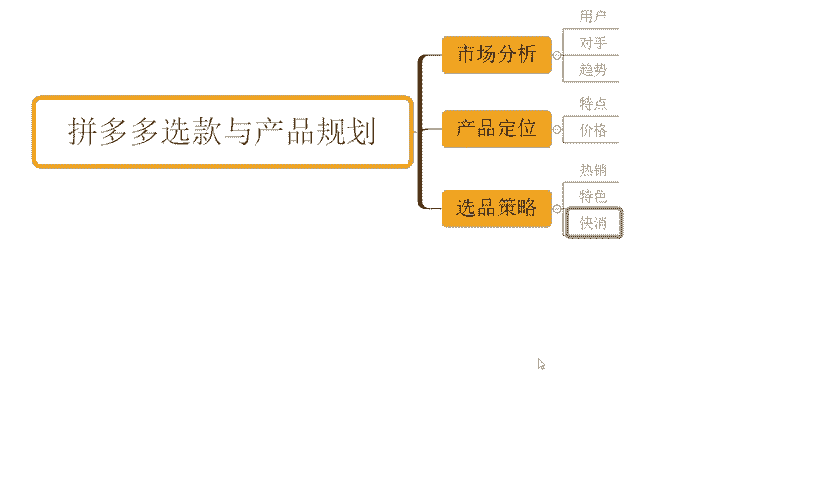 拼多多选款与产品规划
市场分析
用户
对手
趋势
产品定位
特点
价格
选品策略
热销
特色
快消